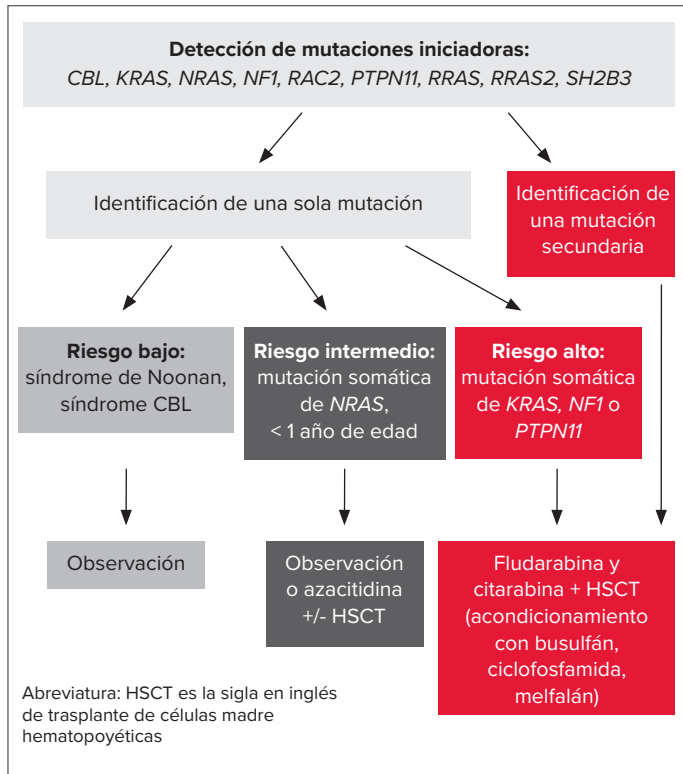 Detección de mutaciones iniciadoras:
CBL, KRAS, NRAS, NF1, RAC2, PTPN11, RRAS, RRAS2, SH2B3
Identificación de una sola mutación
Identificación de
una mutación
secundaria
Riesgo bajo:
síndrome de Noonan,
síndrome CBL
Riesgo intermedio:
mutación somática
de NRAS,
< 1 año de edad
Riesgo alto:
mutación somática
de KRAS, NF1 o
PTPN11
Observación
Observación
o azacitidina
+/- HSCT
Fludarabina y
citarabina + HSCT
(acondicionamiento
con busulfán,
ciclofosfamida,
melfalán)
Abreviatura: HSCT es la sigla en inglés
de trasplante de células madre
hematopoyéticas